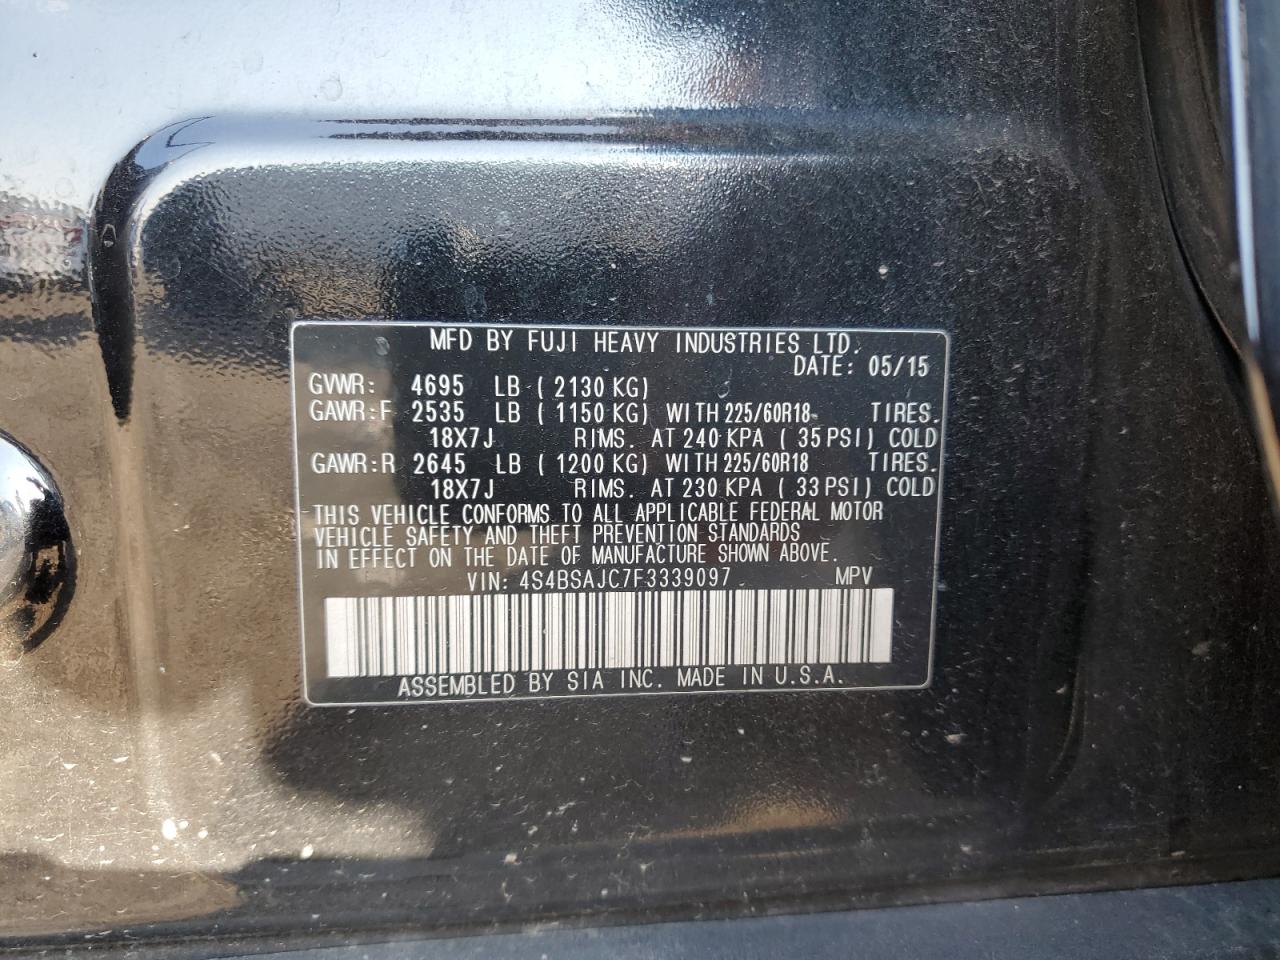 MFD BY FUJI HEAVY INDUSTRIES LTD.
DATE: 05/15
GVWR: 4695 LB ( 2130 KG)
GAWR:F 2535 LB ( 1150 KG) WITH 225/60R18 TIRES.
18X7J RIMS. AT 240 KPA ( 35 PSI) COLD
GAWR:R 2645 LB ( 1200 KG) WITH 225/60R18 TIRES.
18X7J RIMS. AT 230 KPA ( 33 PSI) COLD
THIS VEHICLE CONFORMS TO ALL APPLICABLE FEDERAL MOTOR
VEHICLE SAFETY AND THEFT PREVENTION STANDARDS
IN EFFECT ON THE DATE OF MANUFACTURE SHOWN ABOVE.
VIN: 4S4BSAJC7F3339097 MPV
ASSEMBLED BY SIA INC. MADE IN U.S.A.